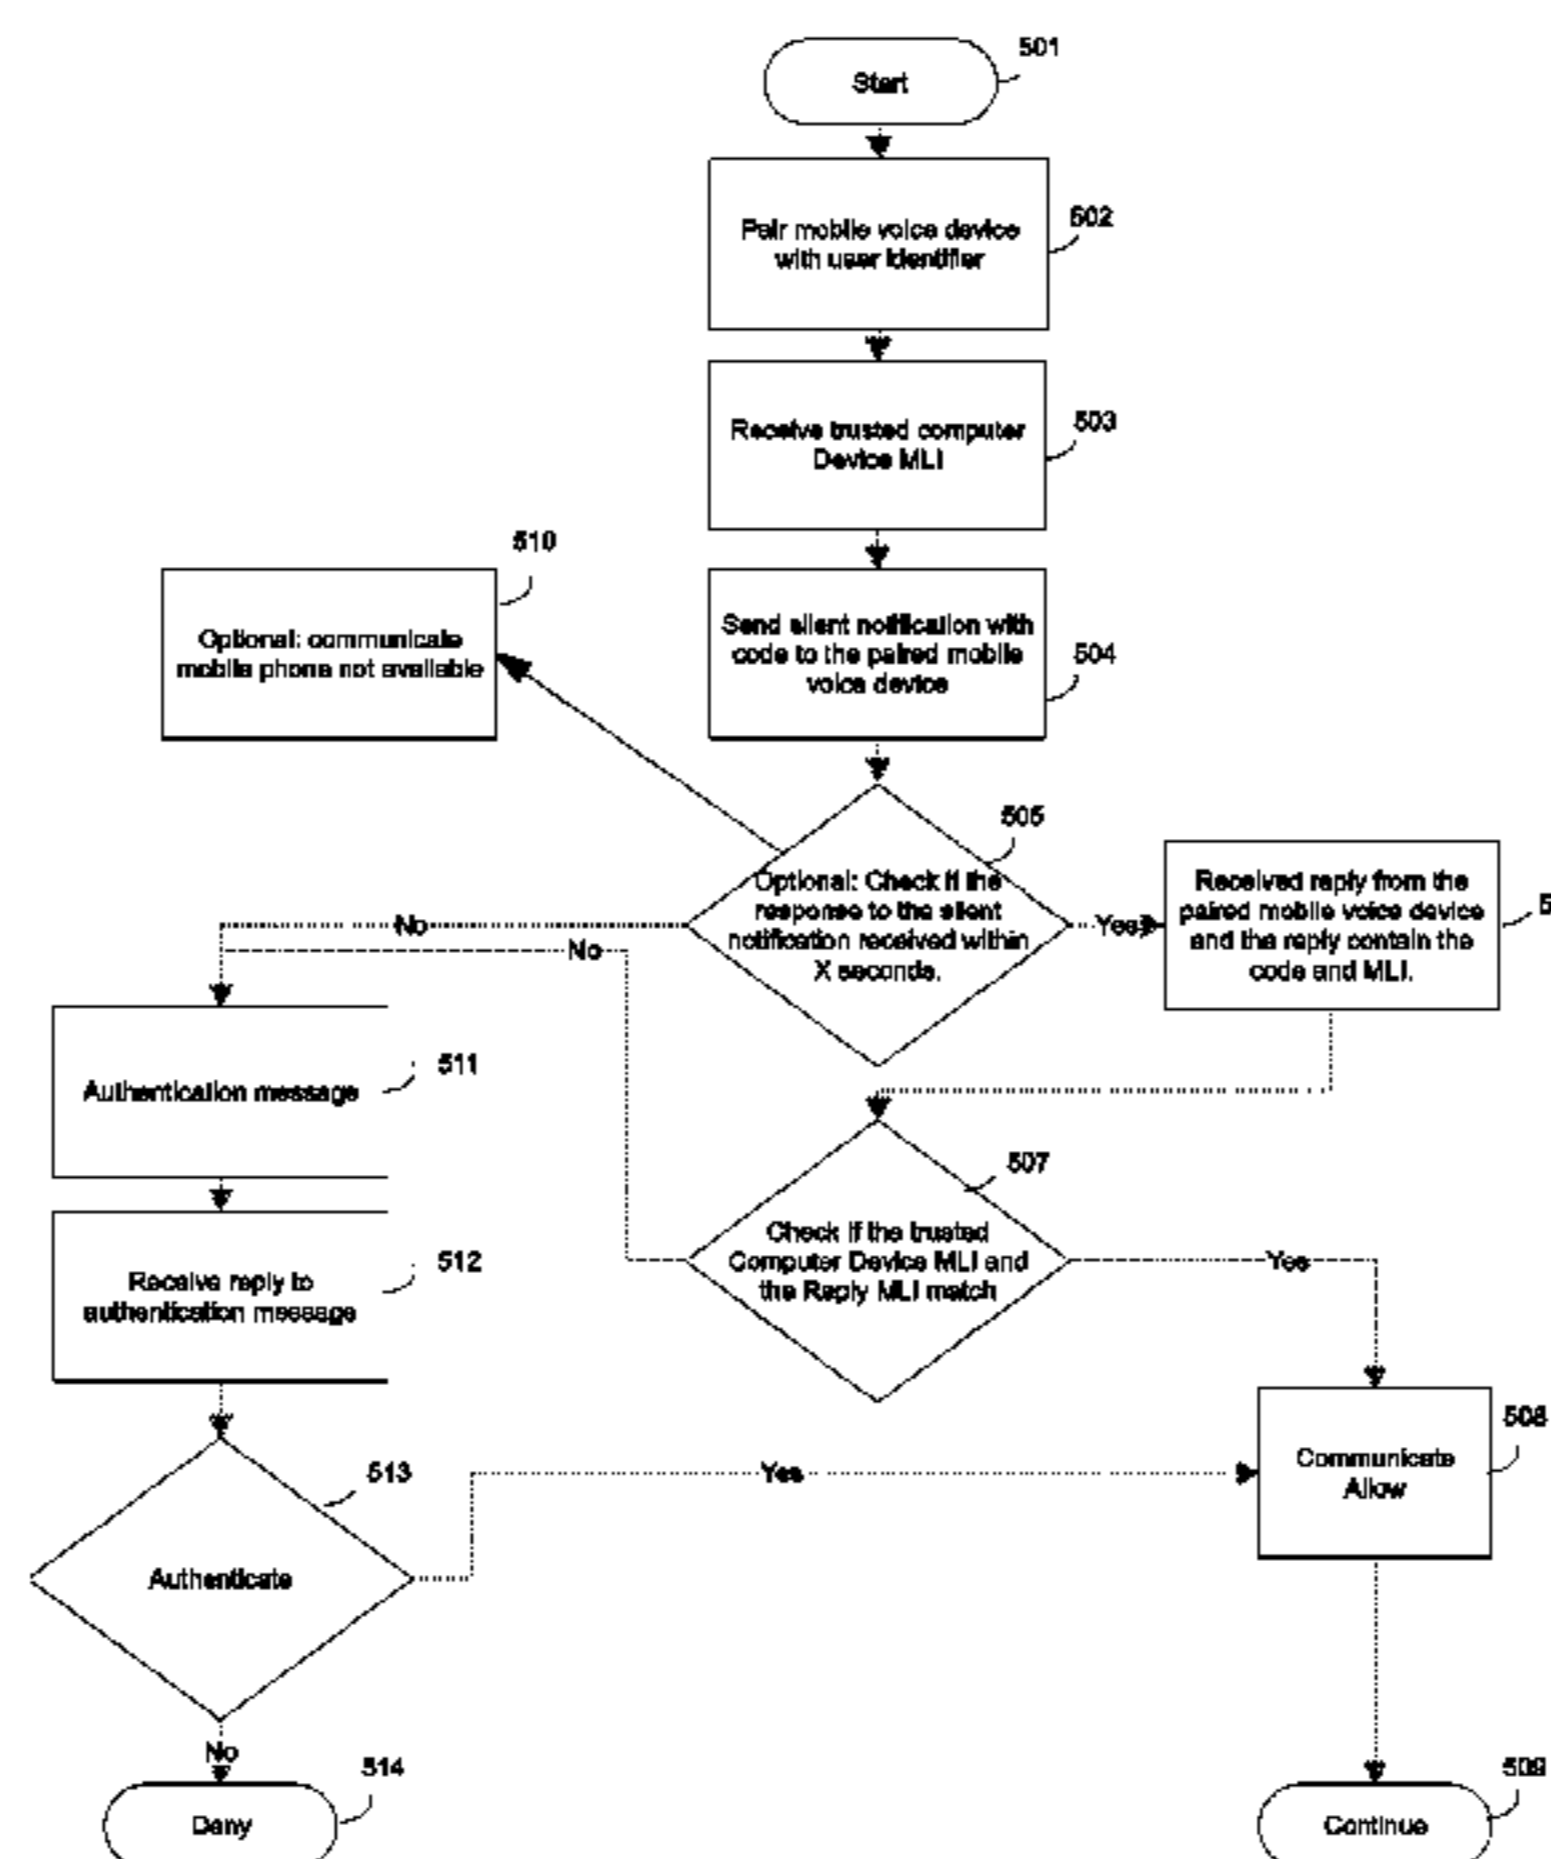 501
Start
502
Pair mobile voice device
with user identifier
503
Receive trusted computer
Device MLI
510
Optional: communicate
mobile phone not available
Send silent notification with
code to the paired mobile
voice device
504
505
Optional: Check if the
response to the silent
notification received within
X seconds.
Yes
Received reply from the
paired mobile voice device
and the reply contain the
code and MLI.
5
No
No
511
Authentication message
507
Check if the trusted
Computer Device MLI and
the Reply MLI match
Yes
512
Receive reply to
authentication message
508
Communicate
Allow
513
Authenticate
Yes
No
514
Deny
509
Continue